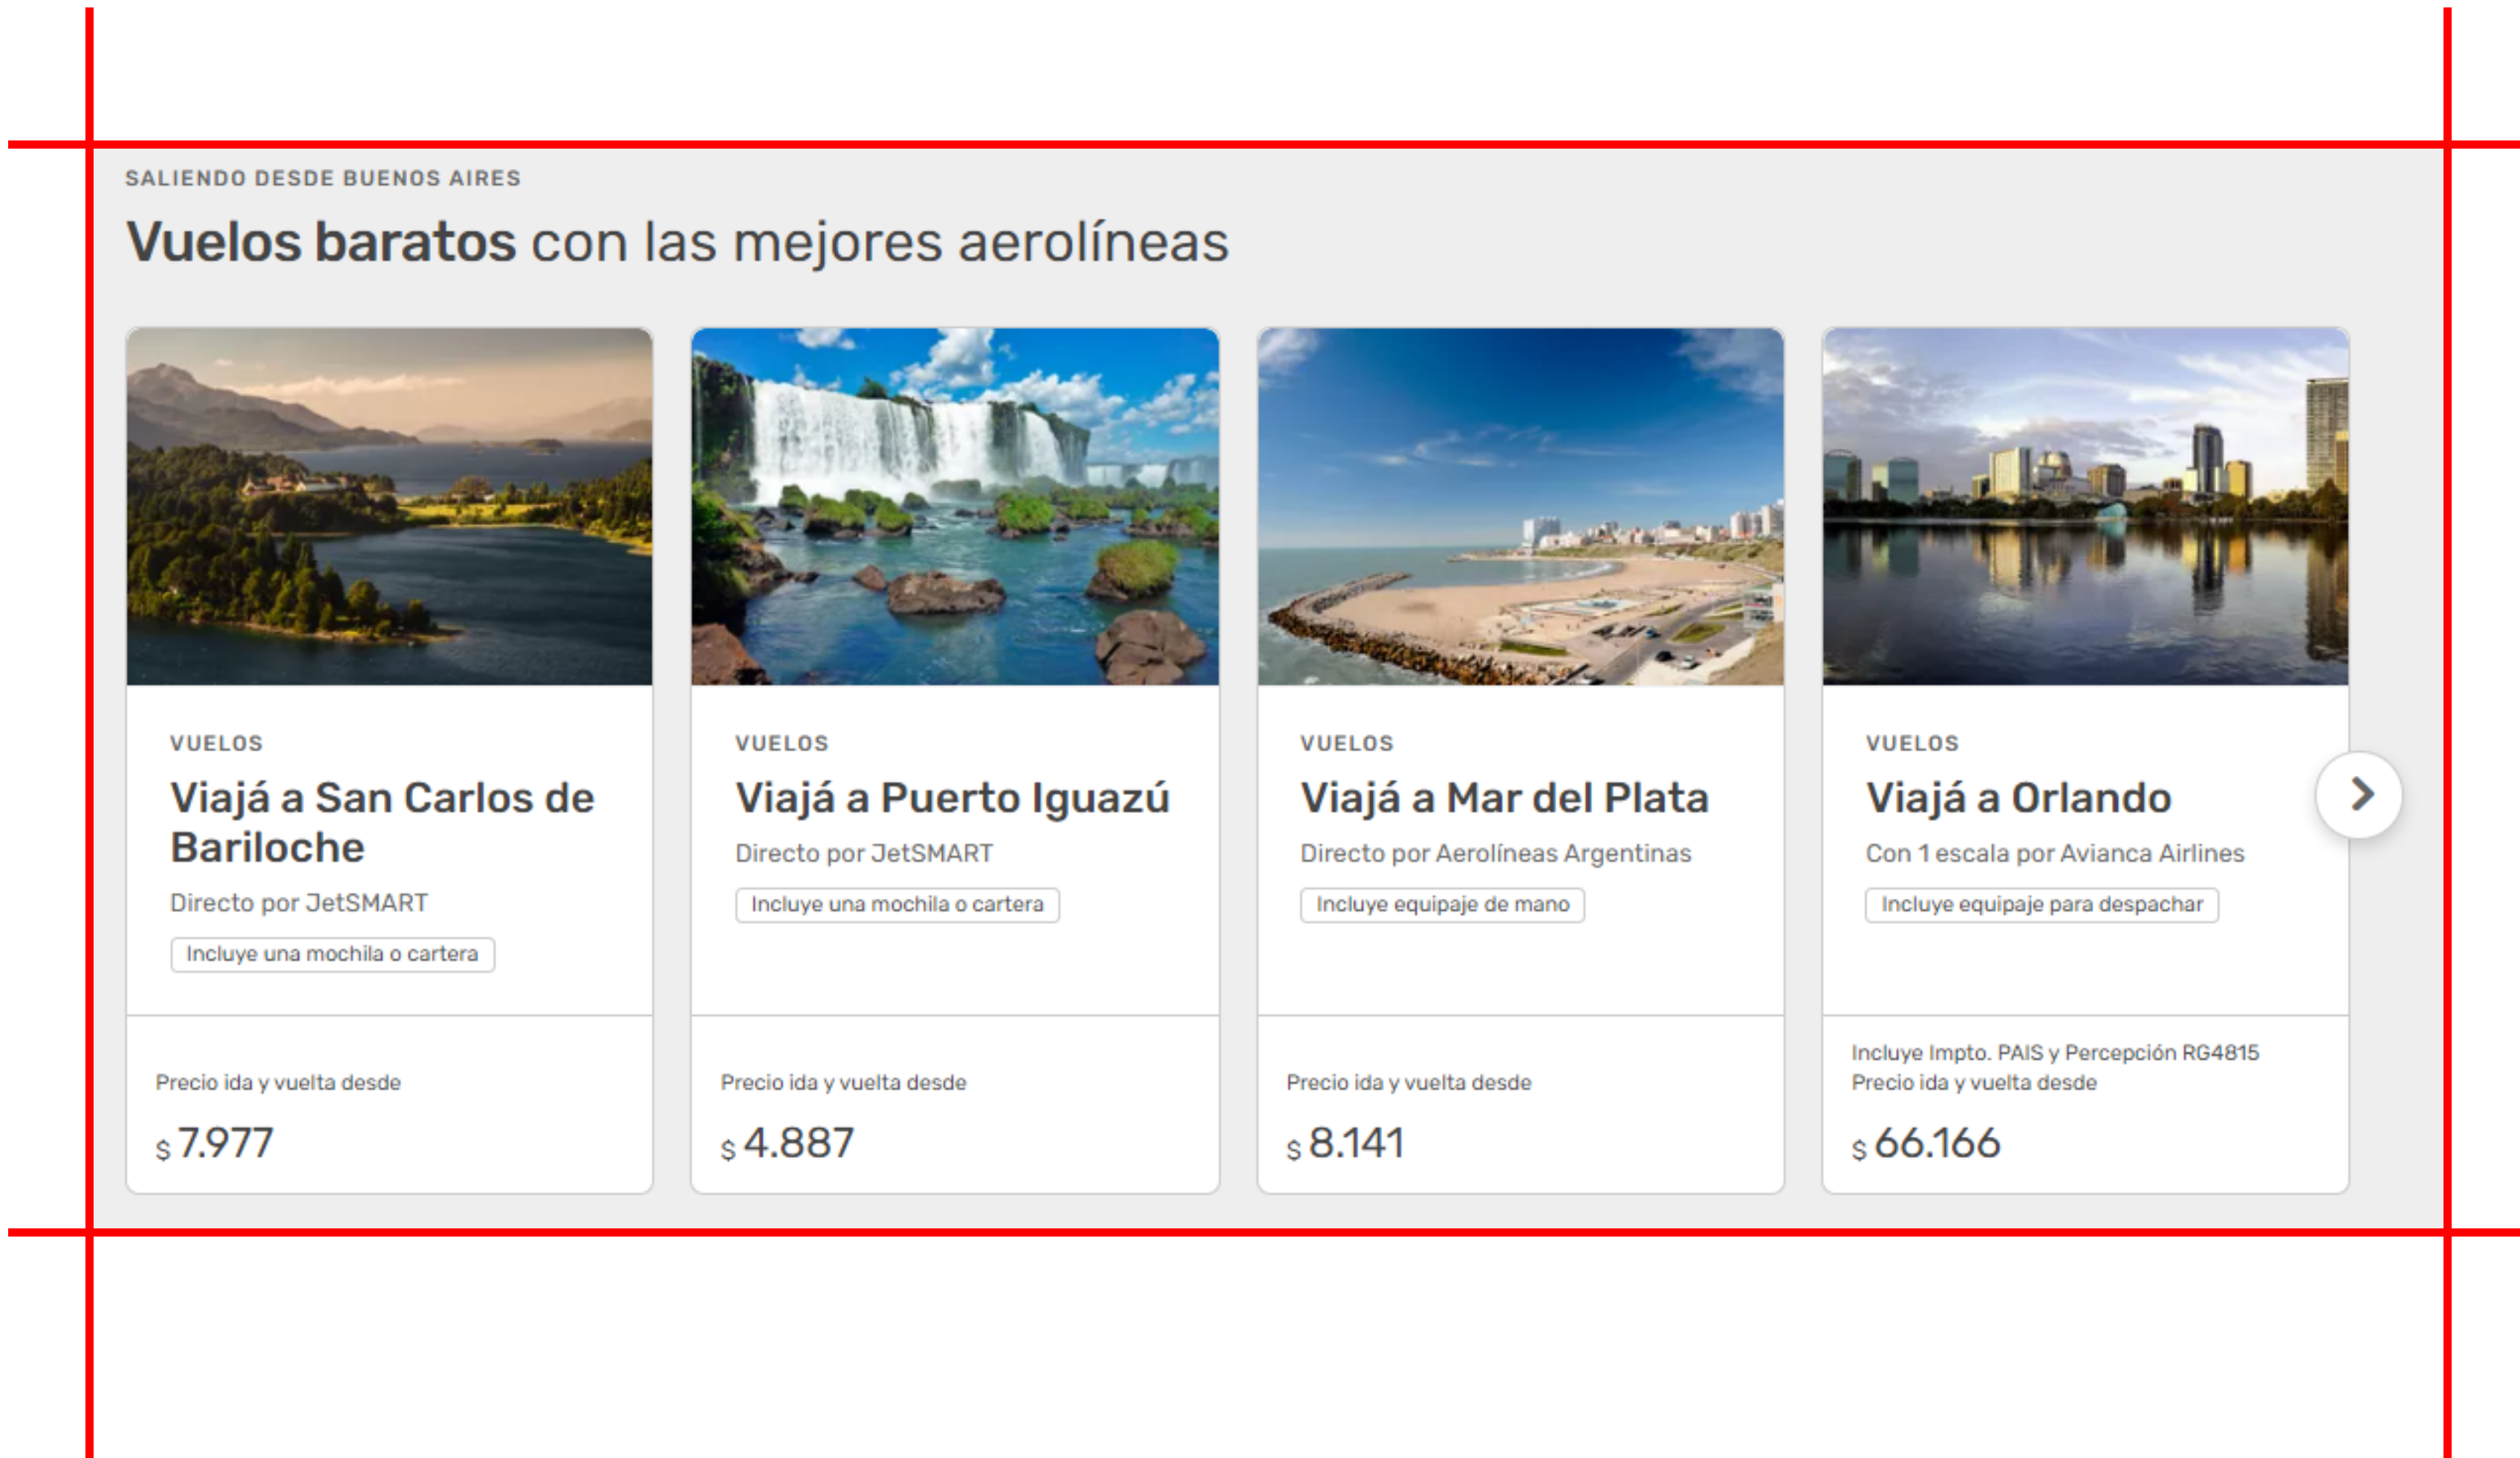 SALIENDO DESDE BUENOS AIRES
Vuelos baratos con las mejores aerolíneas
VUELOS
Viajá a San Carlos de
Bariloche
Directo por JetSMART
Incluye una mochila o cartera
Precio ida y vuelta desde
$ 7.977
VUELOS
Viajá a Puerto Iguazú
Directo por JetSMART
Incluye una mochila o cartera
Precio ida y vuelta desde
$ 4.887
VUELOS
Viajá a Mar del Plata
Directo por Aerolíneas Argentinas
Incluye equipaje de mano
Precio ida y vuelta desde
$ 8.141
VUELOS
Viajá a Orlando
Con 1 escala por Avianca Airlines
Incluye equipaje para despachar
Incluye Impto. PAIS y Percepción RG4815
Precio ida y vuelta desde
$ 66.166